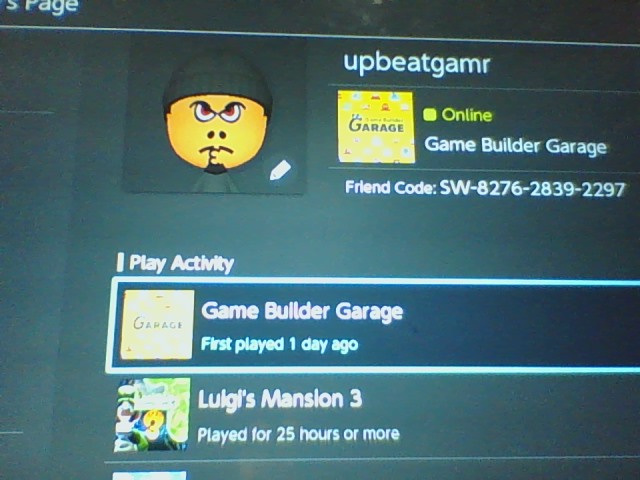 's Page
upbeatgamr
Game Builder
GARAGE
Online
Game Builder Garage
Friend Code: SW-8276-2839-2297
Play Activity
GARAGE
Game Builder Garage
First played 1 day ago
Luigi's Mansion 3
Played for 25 hours or more